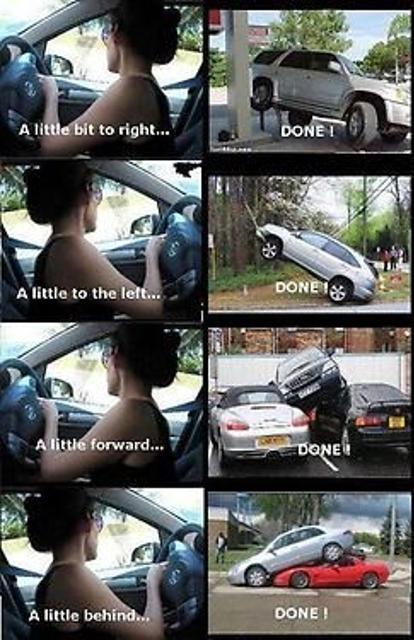 A little bit to right...
DONE !
A little to the left...
DONE !
A little forward...
DONE !
A little behind...
DONE !